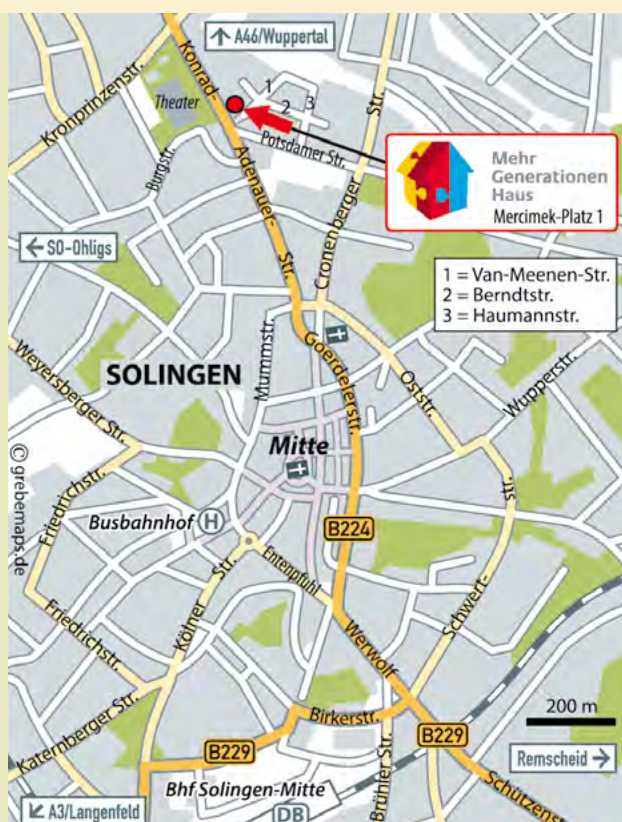 A46/Wuppertal
Konrad-
Adenauer-
Str.
Kronprinzenstr.
Theater
1
2
3
Str.
Cronenberger
Burgstr.
Potsdamer Str.
Mehr
Generationen
Haus
Mercimek-Platz 1
SO-Ohligs
1 = Van-Meenen-Str.
2 = Berndtstr.
3 = Haumannstr.
Goerdelerstr.
Mummstr.
Oststr.
Wupperstr.
Weyersberger Str.
SOLINGEN
Mitte
Friedrichstr.
Busbahnhof
H
B224
Schwert-
str.
Entenpfuhl
Kölner Str.
Friedrichstr.
Werwolf
200 m
Katernberger Str.
Birkerstr.
B229
B229
Remscheid
Bhf Solingen-Mitte
DB
Brühler Str.
Schützenst
A3/Langenfeld
© grebemaps.de